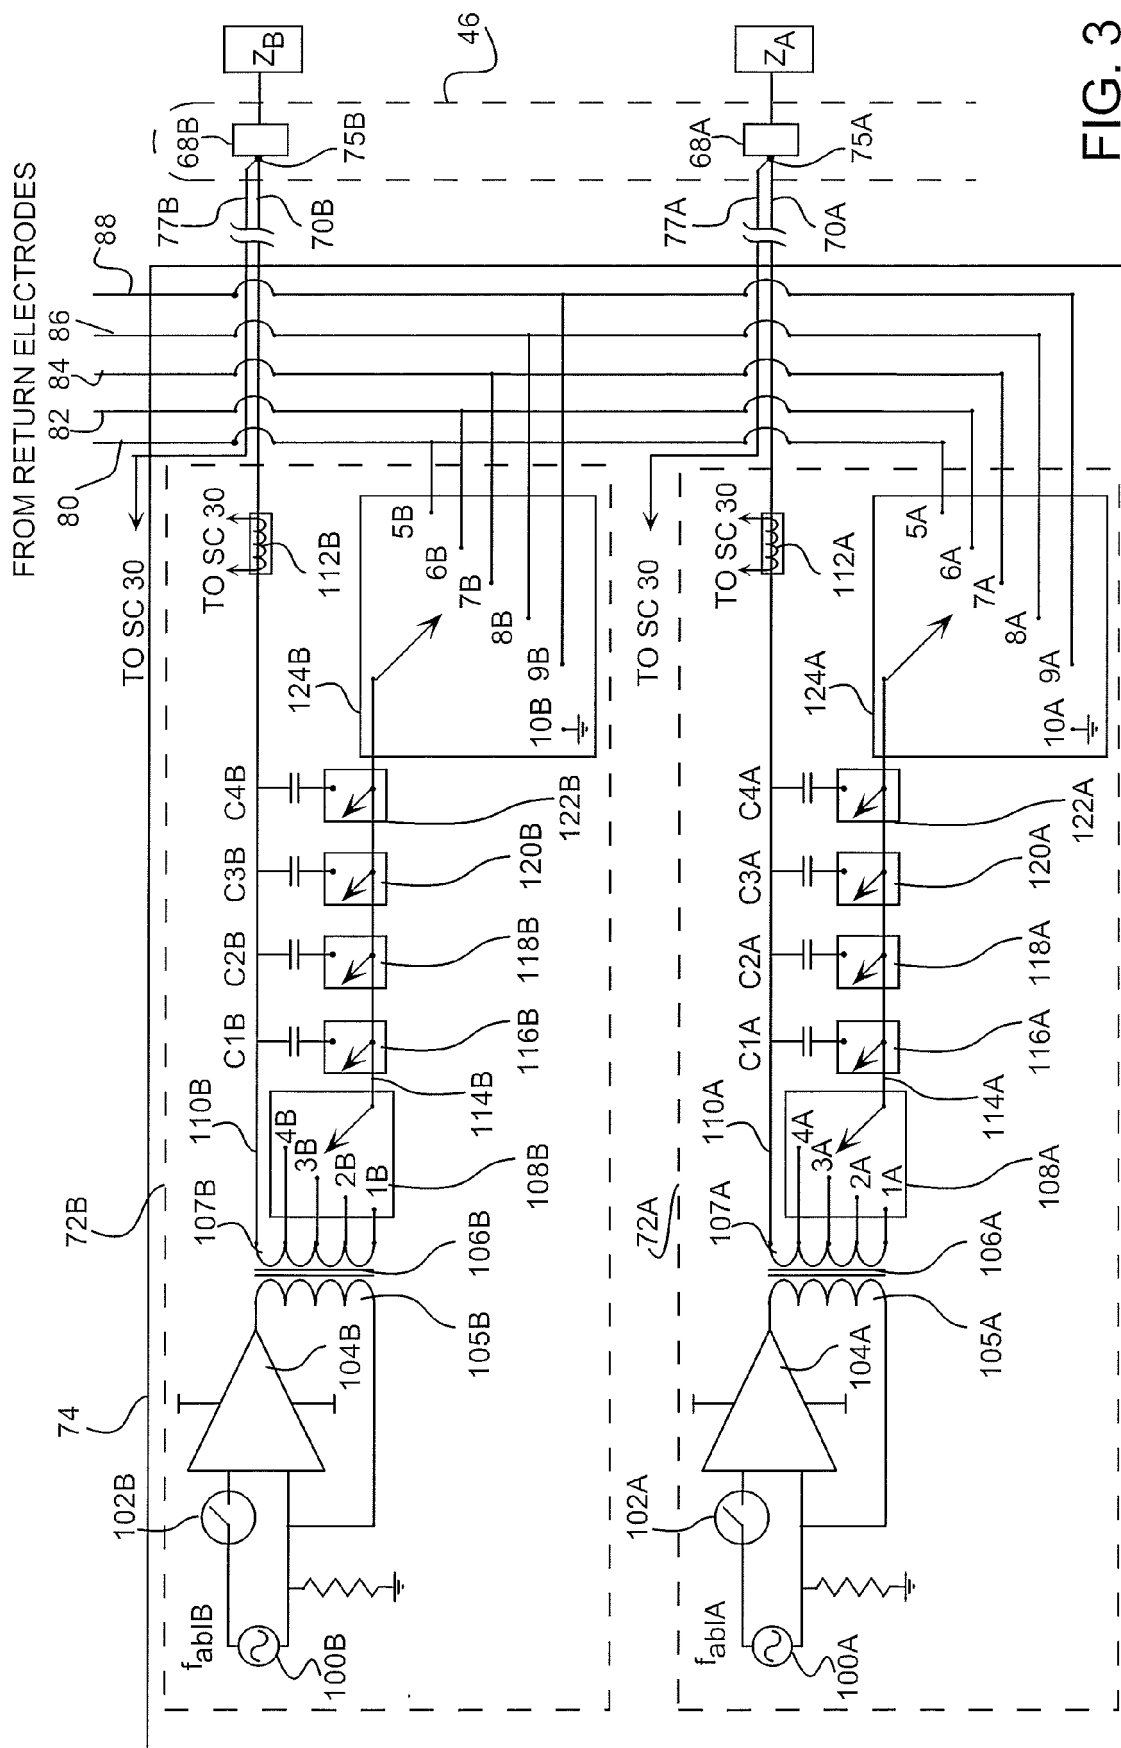 FIG. 3
FROM RETURN ELECTRODES
80
82
84
86
88
46
74
72B
TO SC 30
TO SC 30
77B
70B
68B
75B
Z_B
f_ablB
100B
102B
104B
105B
106B
107B
108B
110B
1B
2B
3B
4B
C1B
C2B
C3B
C4B
114B
116B
118B
120B
122B
124B
112B
5B
6B
7B
8B
9B
10B
72A
TO SC 30
TO SC 30
77A
70A
68A
75A
Z_A
f_ablA
100A
102A
104A
105A
106A
107A
108A
110A
1A
2A
3A
4A
C1A
C2A
C3A
C4A
114A
116A
118A
120A
122A
124A
112A
5A
6A
7A
8A
9A
10A